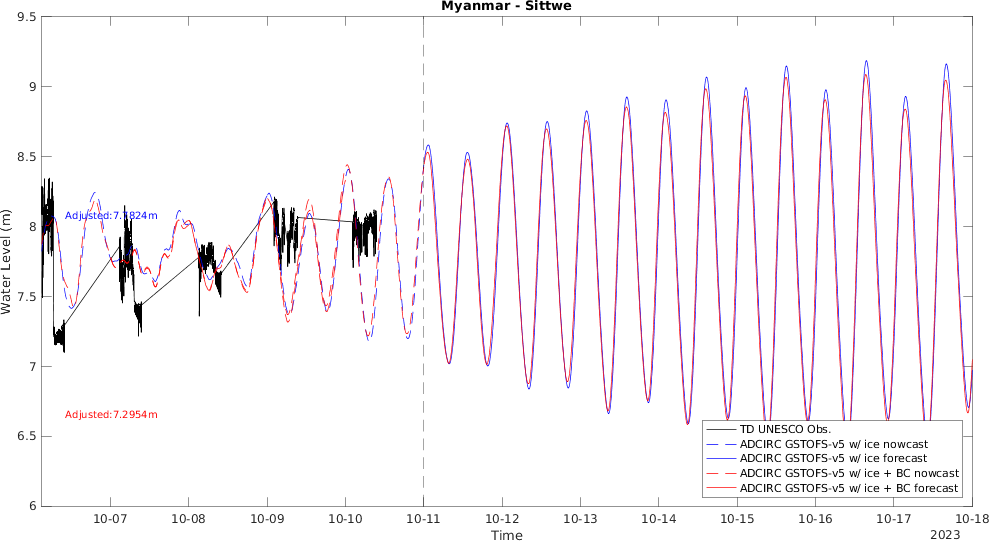 Myanmar - Sittwe
Water Level (m)
9.5
9
8.5
8
7.5
7
6.5
6
Adjusted:7.7824m
Adjusted:7.2954m
TD UNESCO Obs.
ADCIRC GSTOFS-v5 w/ ice nowcast
ADCIRC GSTOFS-v5 w/ ice forecast
ADCIRC GSTOFS-v5 w/ ice + BC nowcast
ADCIRC GSTOFS-v5 w/ ice + BC forecast
10-07 10-08 10-09 10-10 10-11 10-12 10-13 10-14 10-15 10-16 10-17 10-18
Time
2023